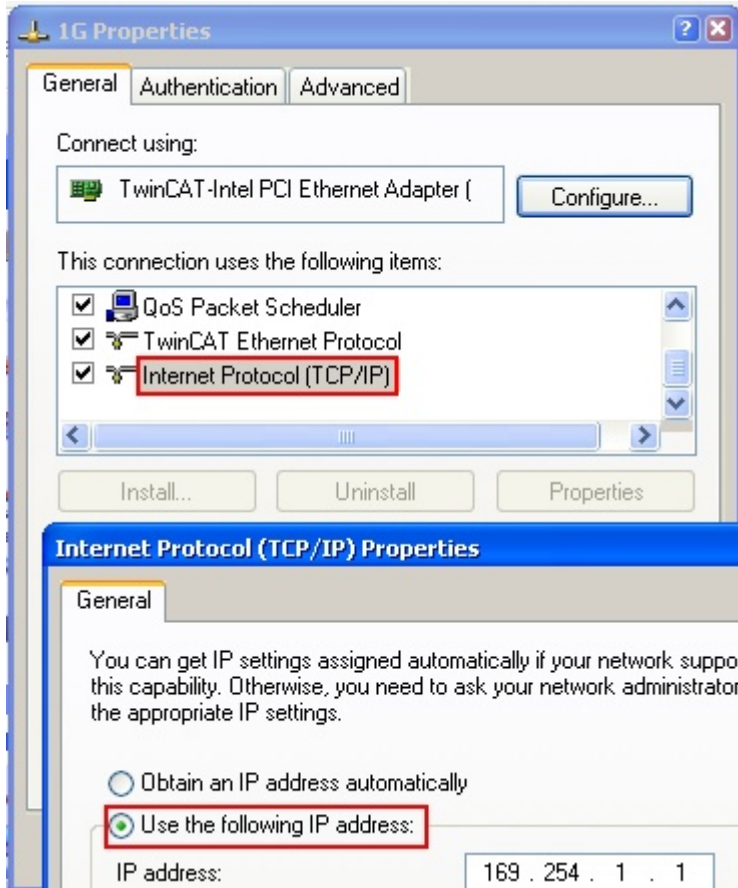 1G Properties
General Authentication Advanced
Connect using:
TwinCAT-Intel PCI Ethernet Adapter (
Configure...
This connection uses the following items:
QoS Packet Scheduler
TwinCAT Ethernet Protocol
Internet Protocol (TCP/IP)
Install... Uninstall Properties
Internet Protocol (TCP/IP) Properties
General
You can get IP settings assigned automatically if your network suppo
this capability. Otherwise, you need to ask your network administrator
the appropriate IP settings.
Obtain an IP address automatically
Use the following IP address:
IP address: 169 . 254 . 1 . 1